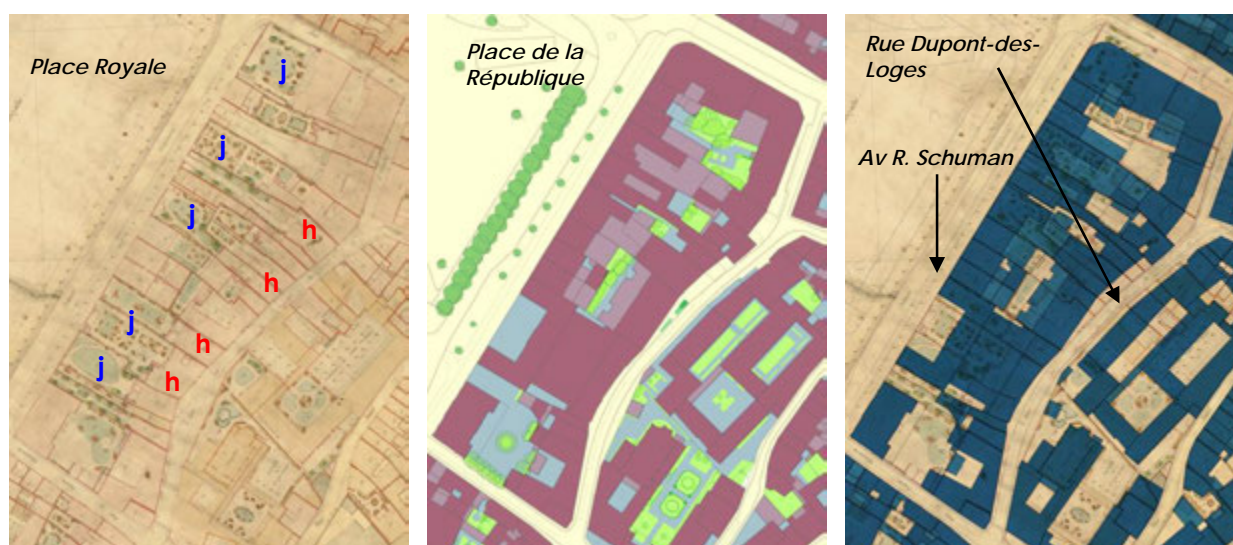 Place Royale
j
j
j
h
h
j
h
j
h
Place de la
République
Rue Dupont-des-
Loges
Av R. Schuman